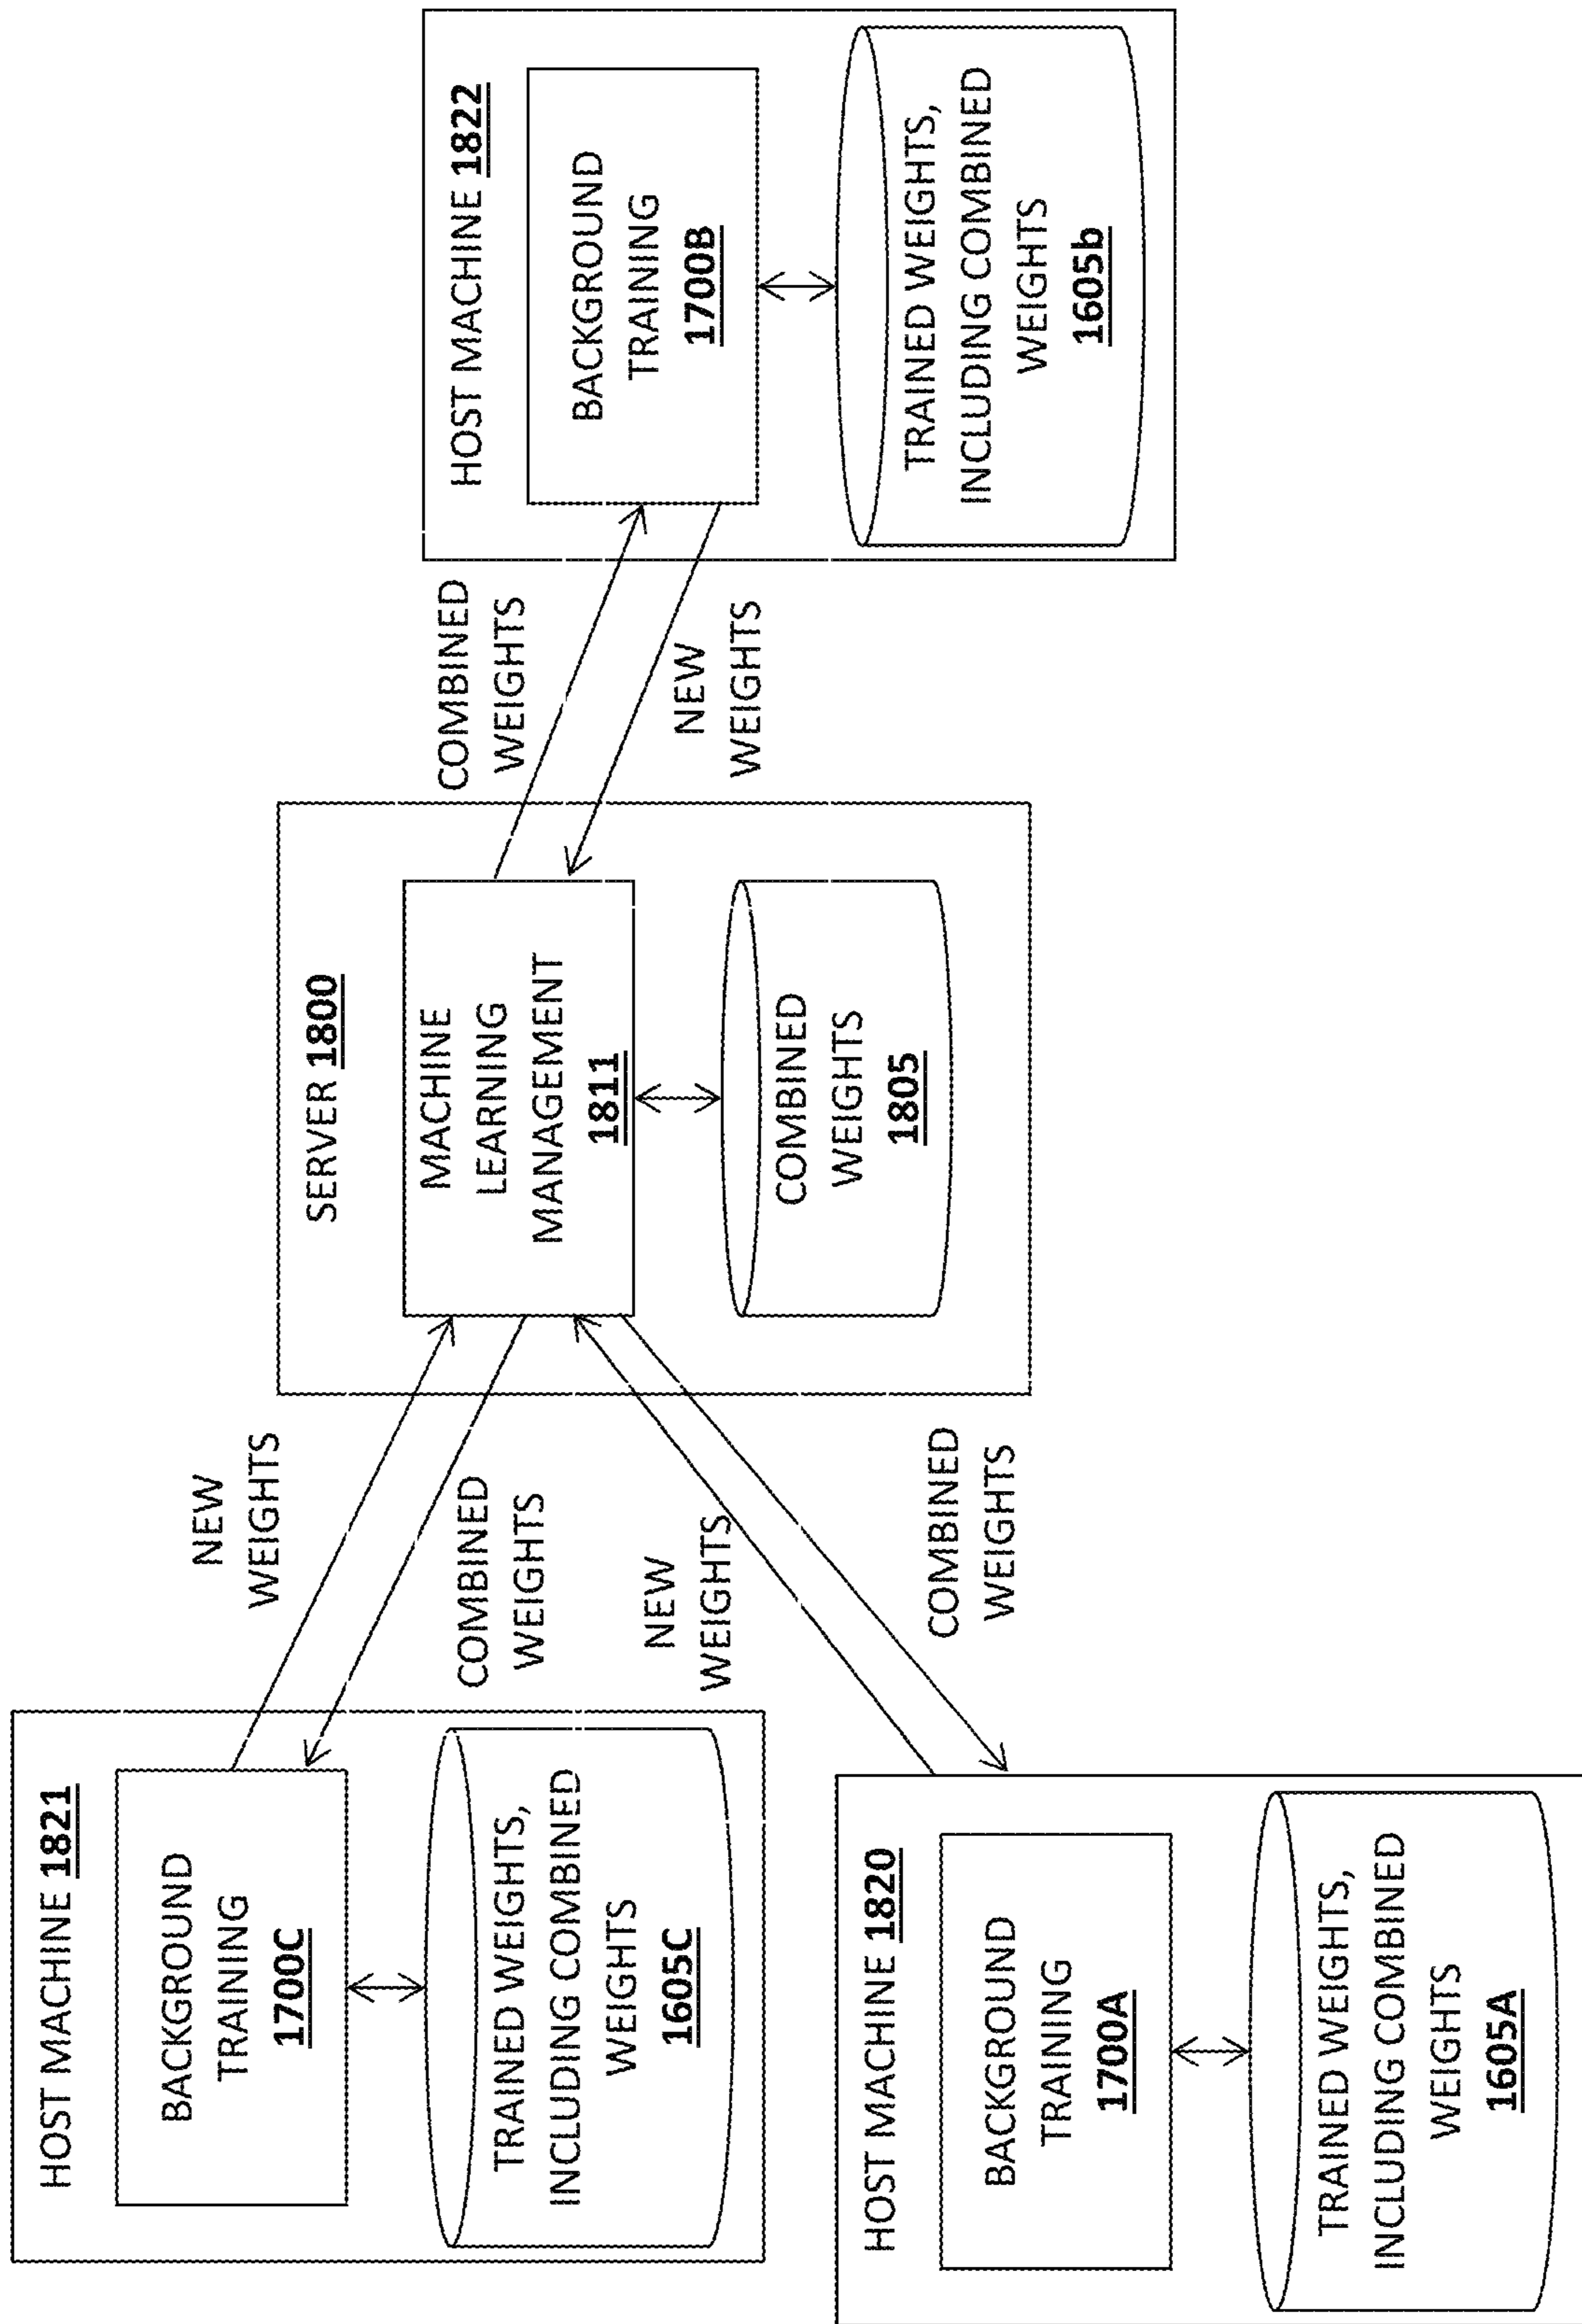 HOST MACHINE 1821
BACKGROUND
TRAINING
1700C
TRAINED WEIGHTS,
INCLUDING COMBINED
WEIGHTS
1605C
HOST MACHINE 1820
BACKGROUND
TRAINING
1700A
TRAINED WEIGHTS,
INCLUDING COMBINED
WEIGHTS
1605A
NEW
WEIGHTS
COMBINED
WEIGHTS
NEW
WEIGHTS
COMBINED
WEIGHTS
SERVER 1800
MACHINE
LEARNING
MANAGEMENT
1811
COMBINED
WEIGHTS
1805
COMBINED
WEIGHTS
NEW
WEIGHTS
HOST MACHINE 1822
BACKGROUND
TRAINING
1700B
TRAINED WEIGHTS,
INCLUDING COMBINED
WEIGHTS
1605b